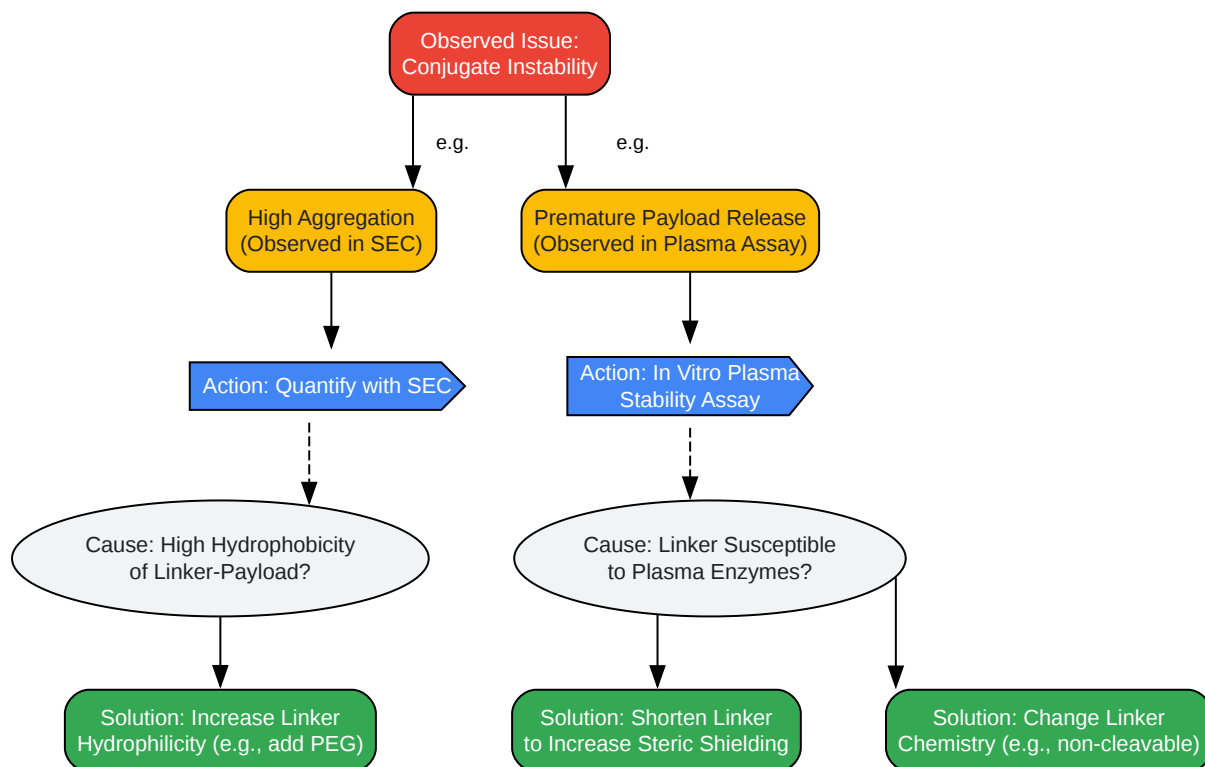 Observed Issue:
Conjugate Instability
e.g.
e.g.
High Aggregation
(Observed in SEC)
Premature Payload Release
(Observed in Plasma Assay)
Action: Quantify with SEC
Action: In Vitro Plasma
Stability Assay
Cause: High Hydrophobicity
of Linker-Payload?
Cause: Linker Susceptible
to Plasma Enzymes?
Solution: Increase Linker
Hydrophilicity (e.g., add PEG)
Solution: Shorten Linker
to Increase Steric Shielding
Solution: Change Linker
Chemistry (e.g., non-cleavable)